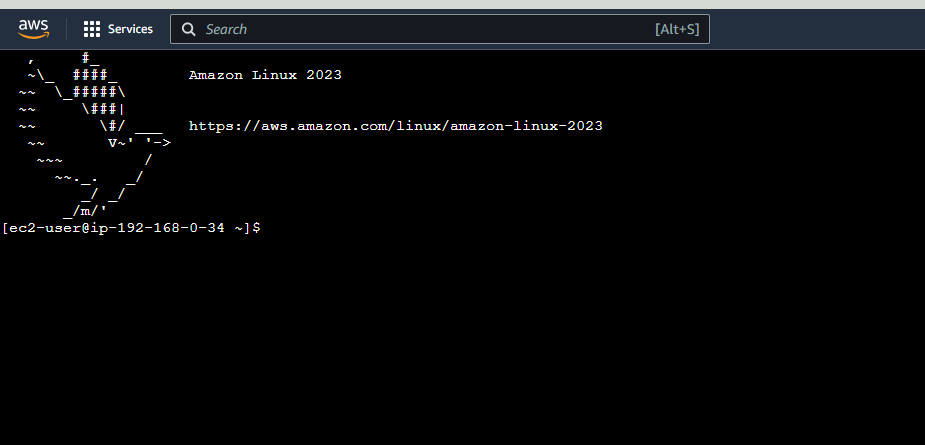 aws
Services
Search
[Alt+S]
   ,     #_
   ~\_  ####_        Amazon Linux 2023
  ~~  \_#####\
  ~~     \###|
  ~~       \#/ ___   https://aws.amazon.com/linux/amazon-linux-2023
   ~~       V~' '->
    ~~~         /
      ~~._.   _/
         _/ _/
       _/m/'
[ec2-user@ip-192-168-0-34 ~]$